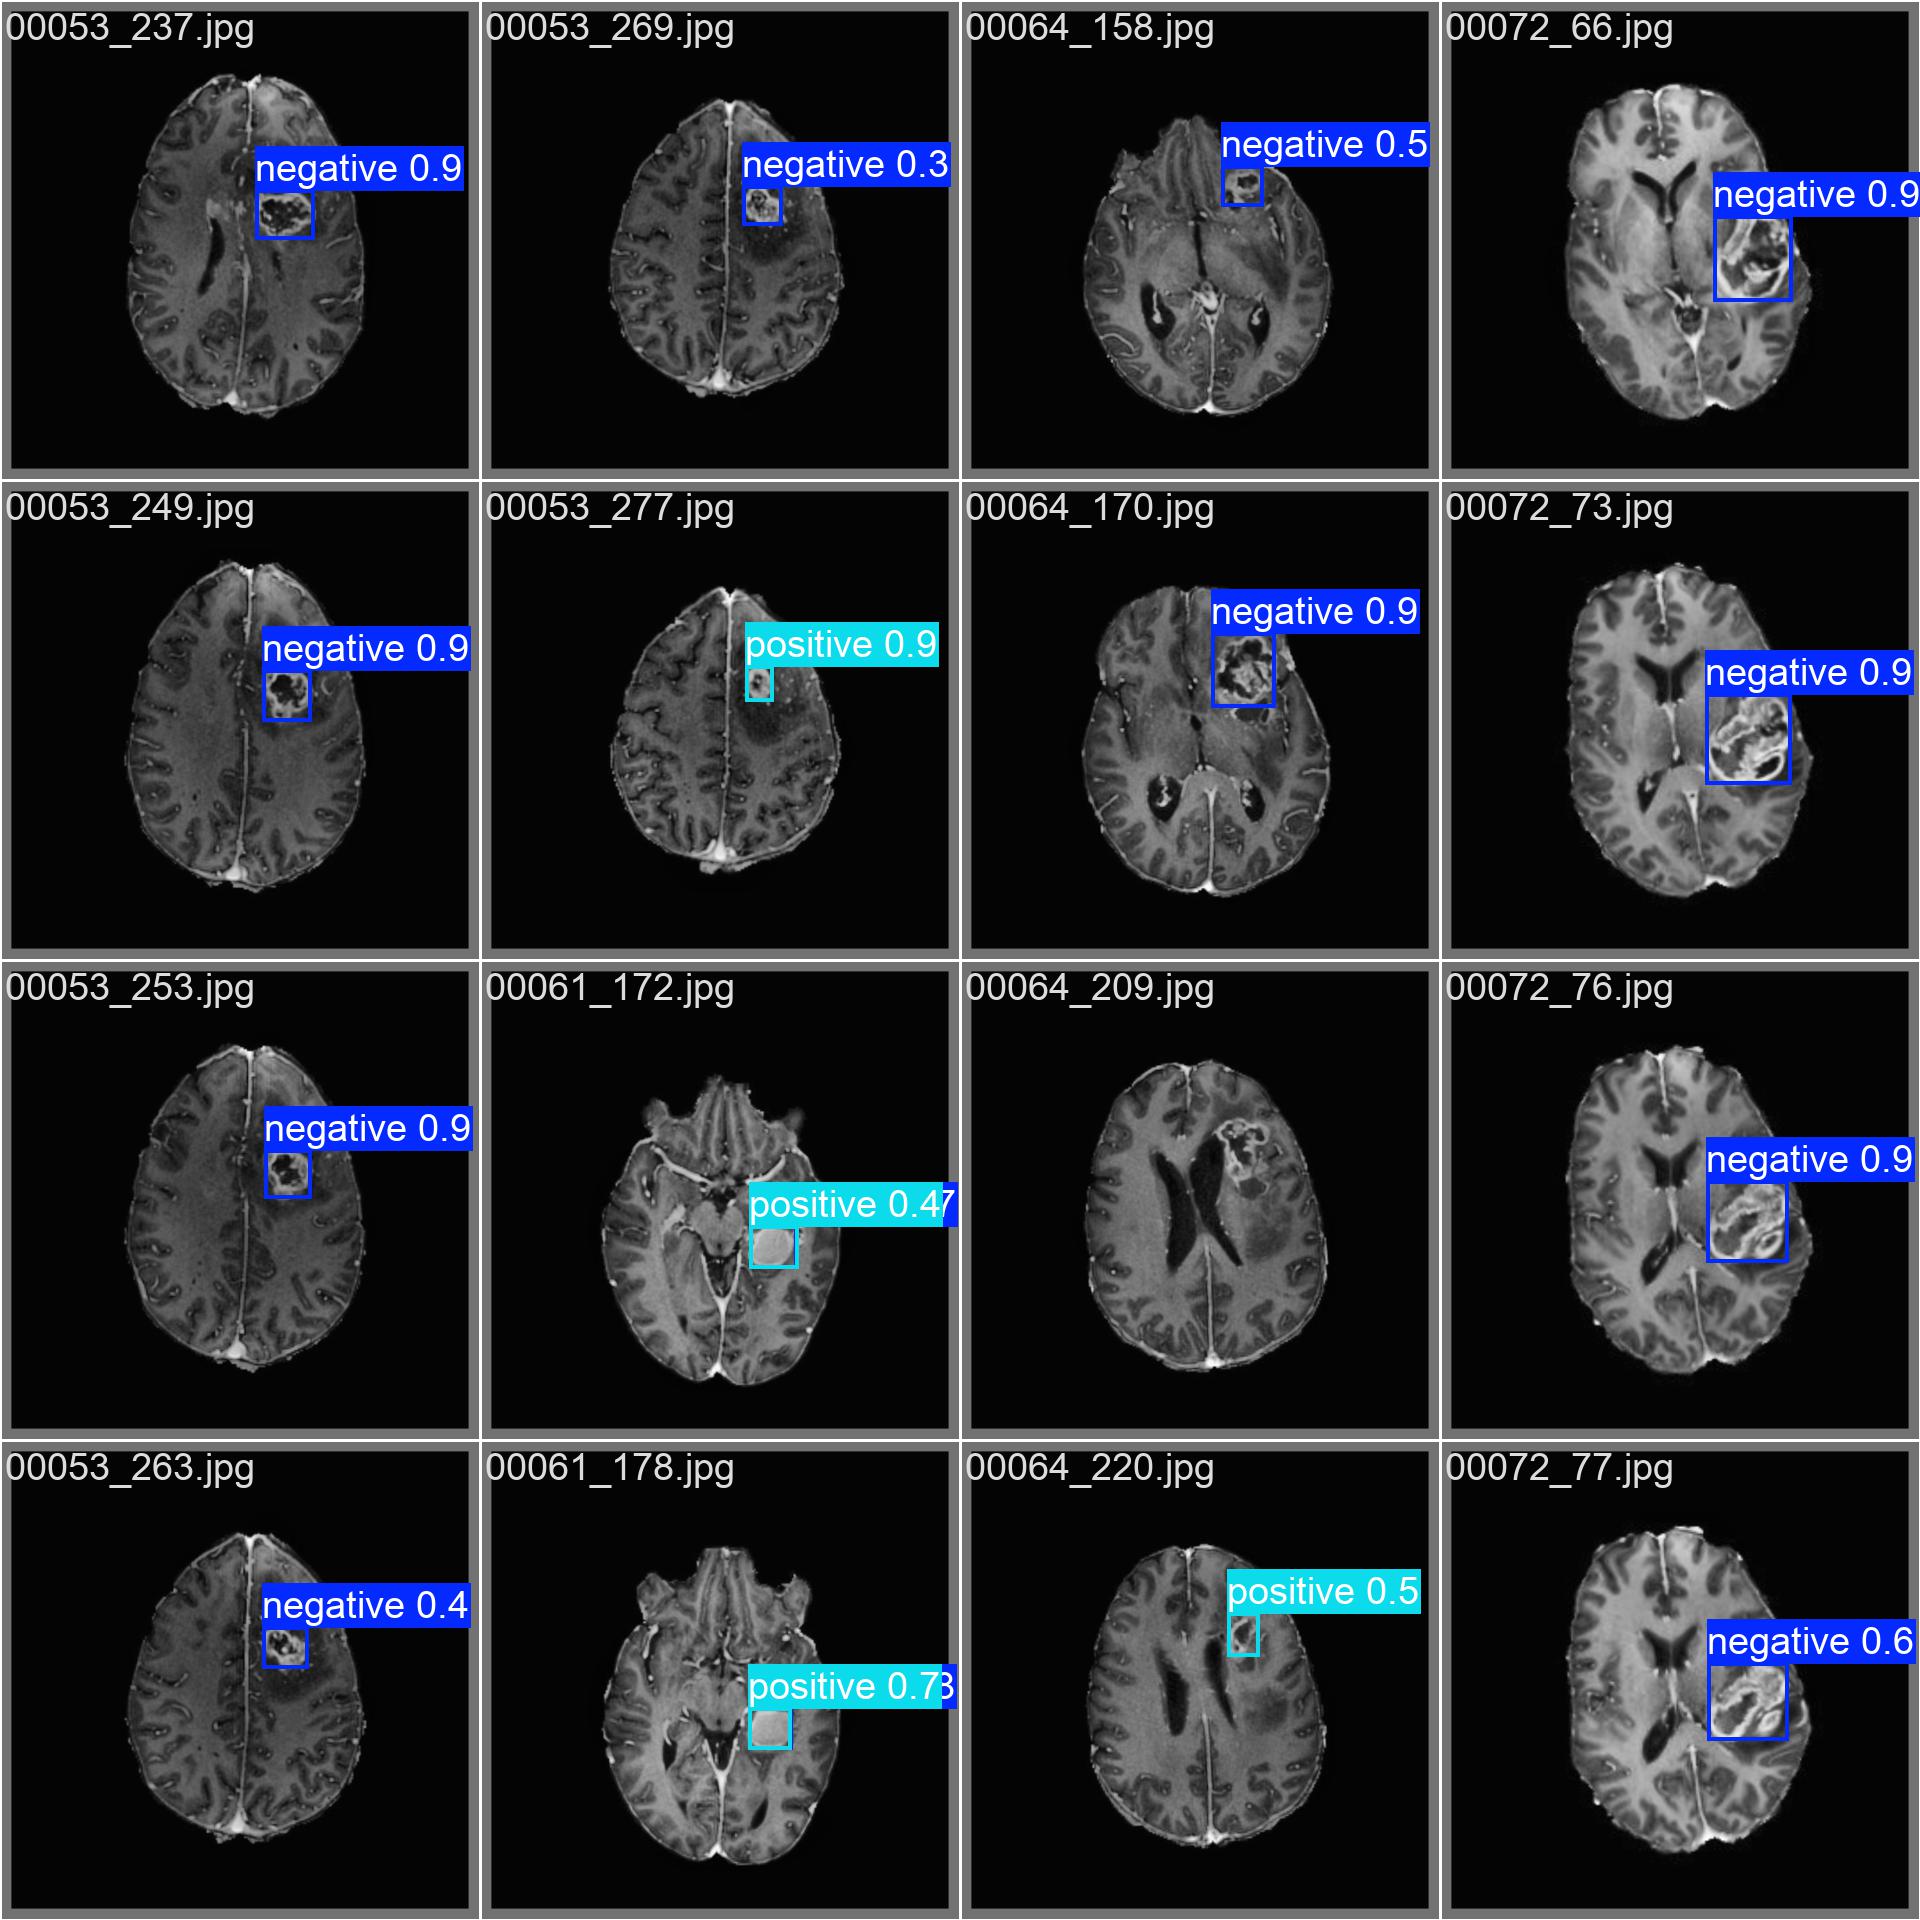 00053_237.jpg
negative 0.9
00053_269.jpg
negative 0.3
00064_158.jpg
negative 0.5
00072_66.jpg
negative 0.9
00053_249.jpg
negative 0.9
00053_277.jpg
positive 0.9
00064_170.jpg
negative 0.9
00072_73.jpg
negative 0.9
00053_253.jpg
negative 0.9
00061_172.jpg
positive 0.47
00064_209.jpg
00072_76.jpg
negative 0.9
00053_263.jpg
negative 0.4
00061_178.jpg
positive 0.73
00064_220.jpg
positive 0.5
00072_77.jpg
negative 0.6